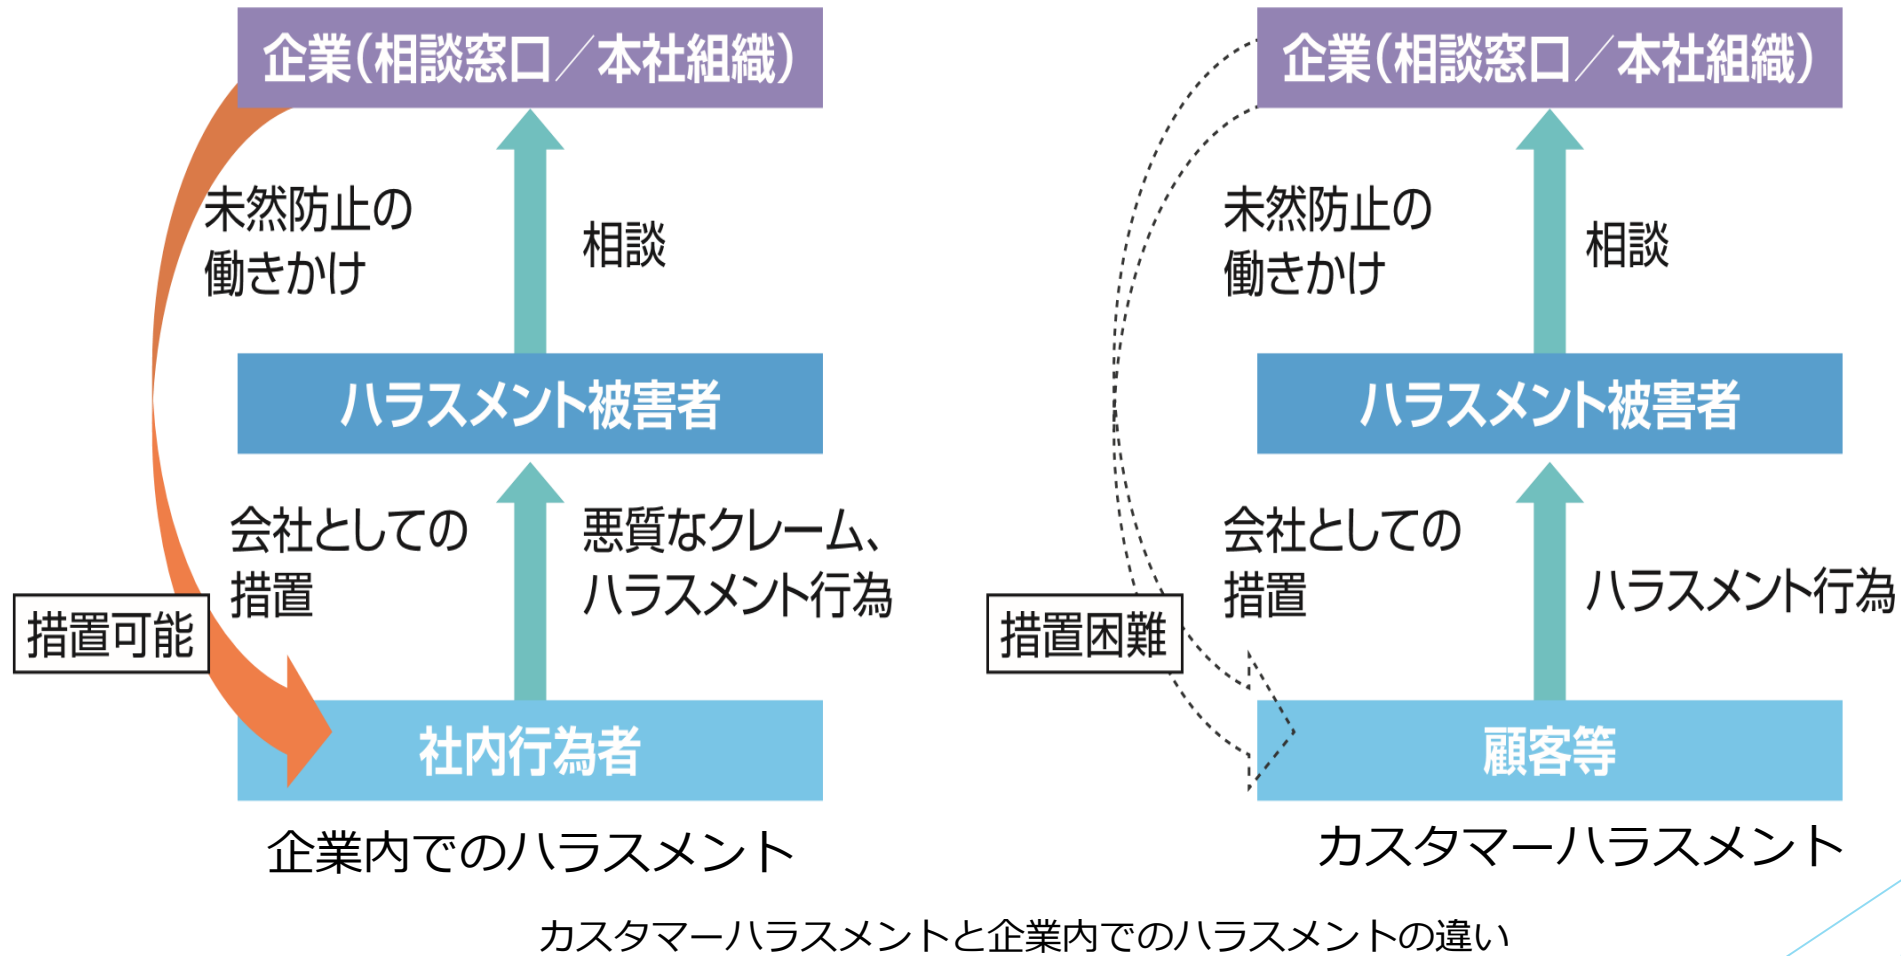 企業(相談窓口／本社組織)
未然防止の
働きかけ
相談
ハラスメント被害者
会社としての
措置
悪質なクレーム、
ハラスメント行為
措置可能
社内行為者
企業内でのハラスメント
企業(相談窓口／本社組織)
未然防止の
働きかけ
相談
ハラスメント被害者
会社としての
措置
ハラスメント行為
措置困難
顧客等
カスタマーハラスメント
カスタマーハラスメントと企業内でのハラスメントの違い